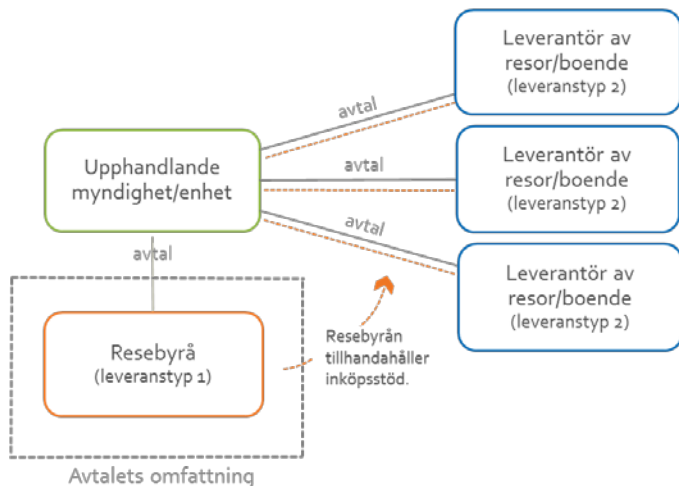 Leverantör av
resor/boende
(leveranstyp 2)
avtal
Upphandlande
myndighet/enhet
avtal
Leverantör av
resor/boende
(leveranstyp 2)
avtal
avtal
Leverantör av
resor/boende
(leveranstyp 2)
Resebyrå
(leveranstyp 1)
Resebyrån
tillhandahåller
inköpsstöd.
Avtalets omfattning